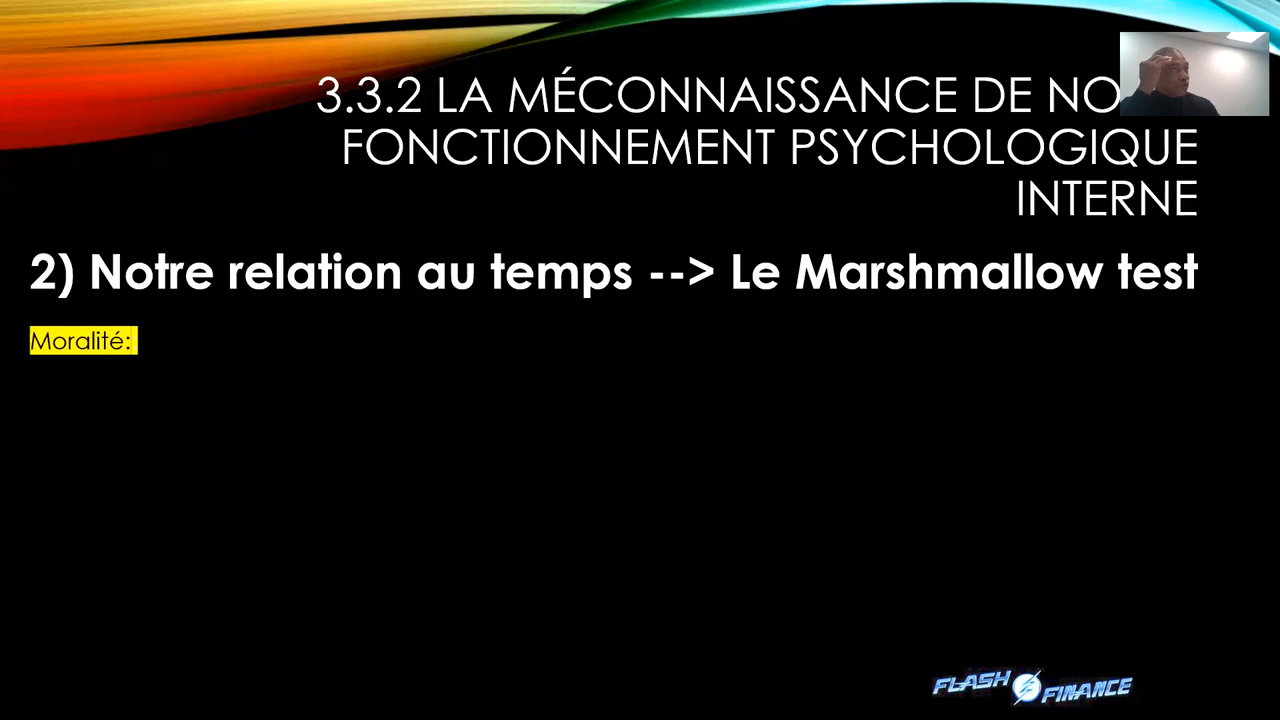 3.3.2 LA MÉCONNAISSANCE DE NO
FONCTIONNEMENT PSYCHOLOGIQUE
INTERNE
2) Notre relation au temps --> Le Marshmallow test
Moralité:
FLASH FINANCE